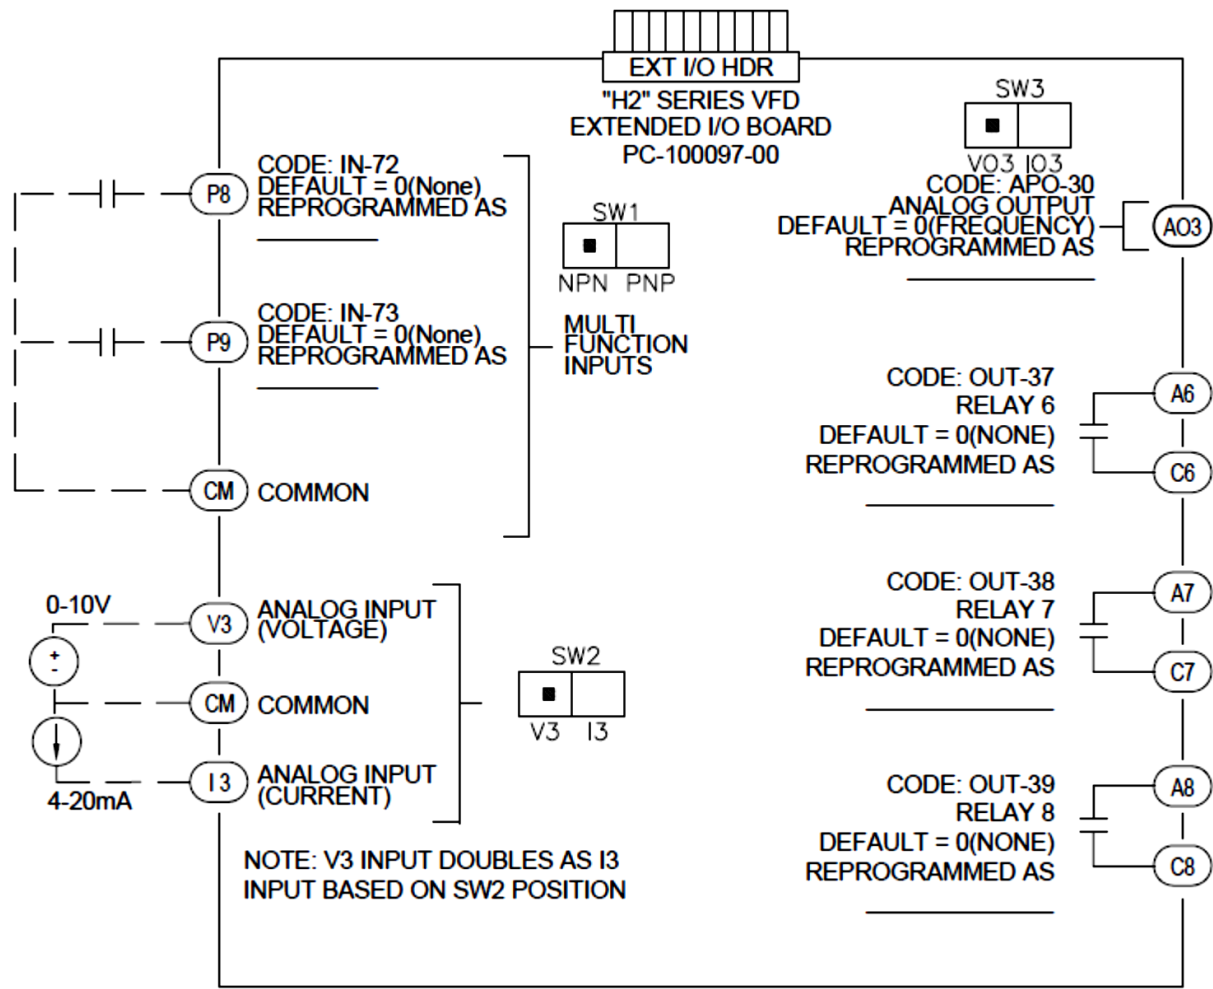 EXT I/O HDR
"H2" SERIES VFD
EXTENDED I/O BOARD
PC-100097-00
P8
CODE: IN-72
DEFAULT = 0(None)
REPROGRAMMED AS
P9
CODE: IN-73
DEFAULT = 0(None)
REPROGRAMMED AS
CM
COMMON
SW1
NPN PNP
MULTI
FUNCTION
INPUTS
0-10V
+
-
4-20mA
V3
ANALOG INPUT
(VOLTAGE)
CM
COMMON
I3
ANALOG INPUT
(CURRENT)
SW2
V3 I3
NOTE: V3 INPUT DOUBLES AS I3
INPUT BASED ON SW2 POSITION
SW3
VO3 IO3
CODE: APO-30
ANALOG OUTPUT
DEFAULT = 0(FREQUENCY)
REPROGRAMMED AS
AO3
CODE: OUT-37
RELAY 6
DEFAULT = 0(NONE)
REPROGRAMMED AS
A6
C6
CODE: OUT-38
RELAY 7
DEFAULT = 0(NONE)
REPROGRAMMED AS
A7
C7
CODE: OUT-39
RELAY 8
DEFAULT = 0(NONE)
REPROGRAMMED AS
A8
C8